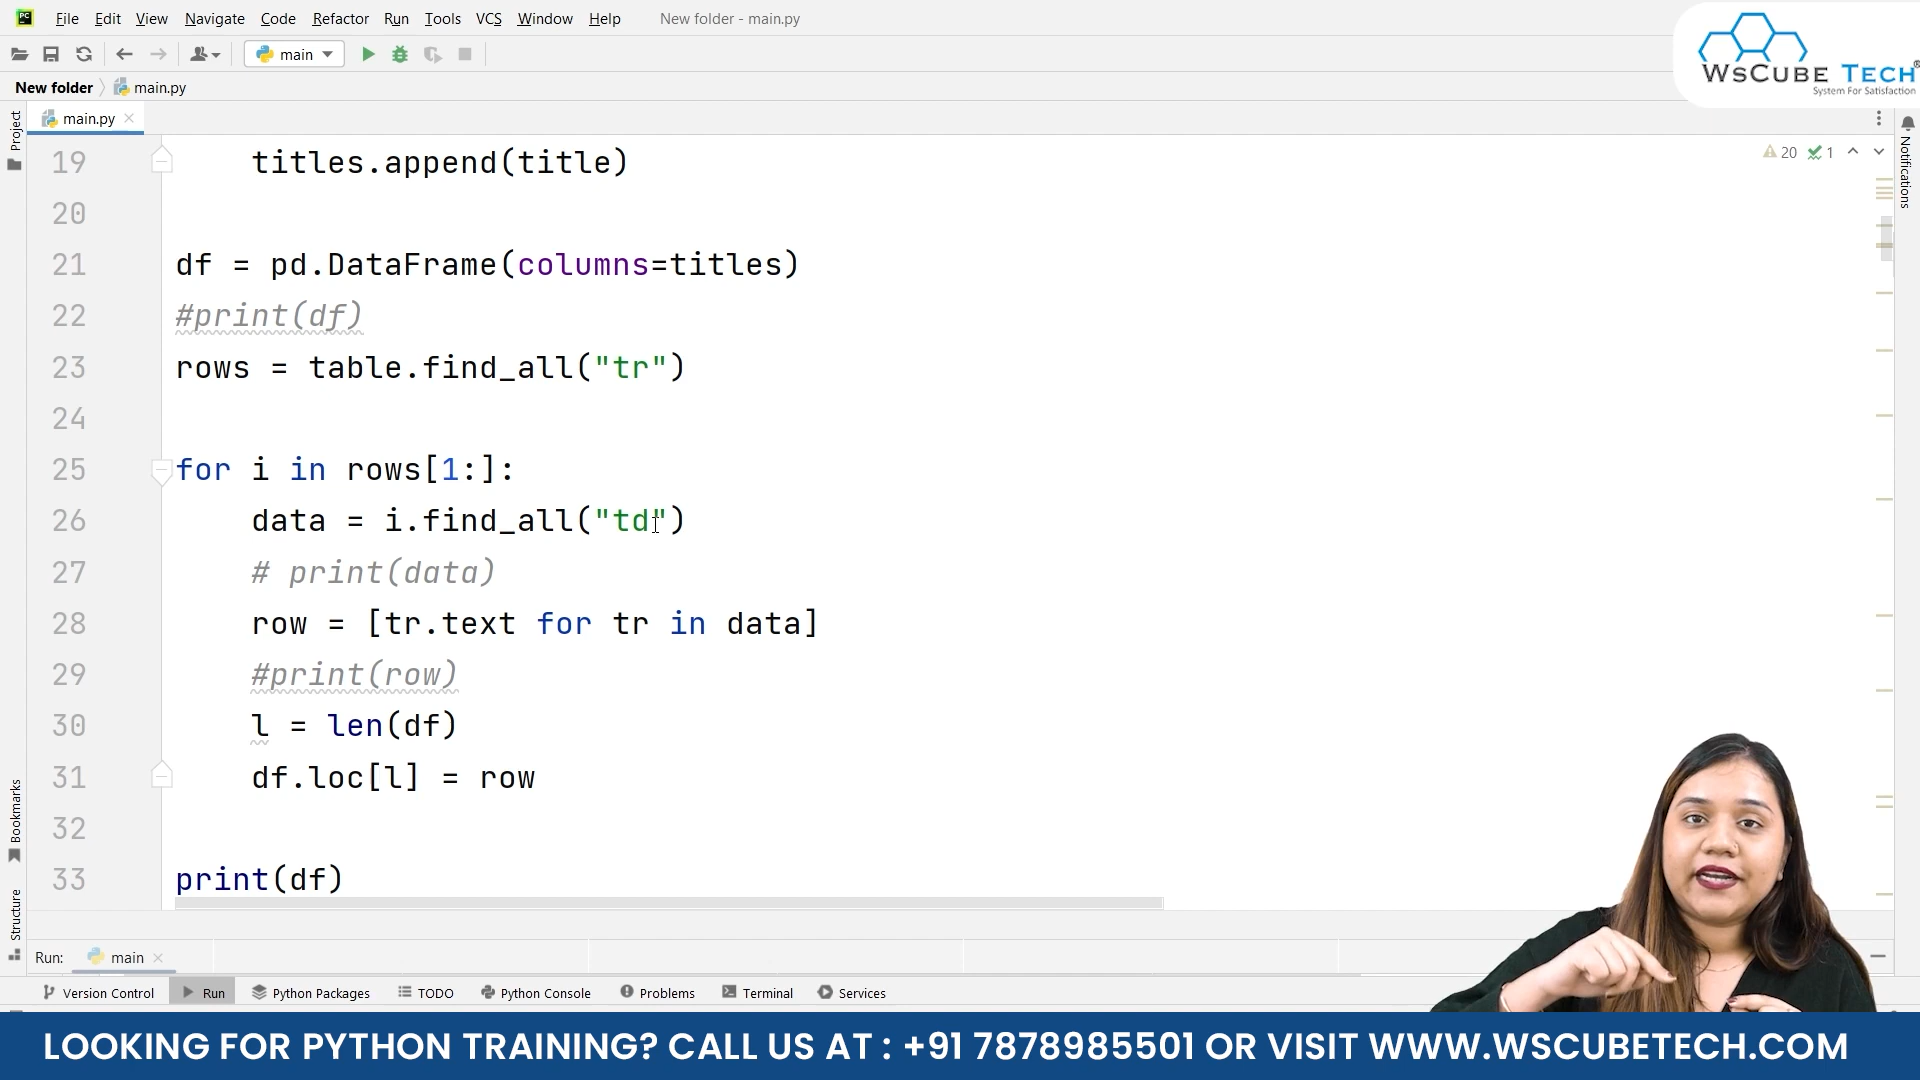 File Edit View Navigate Code Refactor Run Tools VCS Window Help New folder - main.py
main
WsCube Tech®
System For Satisfaction
New folder main.py
Project
main.py
Notifications
20 1
19 titles.append(title)
20
21 df = pd.DataFrame(columns=titles)
22 #print(df)
23 rows = table.find_all("tr")
24
25 for i in rows[1:]:
26 data = i.find_all("td")
27 # print(data)
28 row = [tr.text for tr in data]
29 #print(row)
30 l = len(df)
31 df.loc[l] = row
32
33 print(df)
Bookmarks
Structure
Run: main
Version Control Run Python Packages TODO Python Console Problems Terminal Services
LOOKING FOR PYTHON TRAINING? CALL US AT : +91 7878985501 OR VISIT WWW.WSCUBETECH.COM